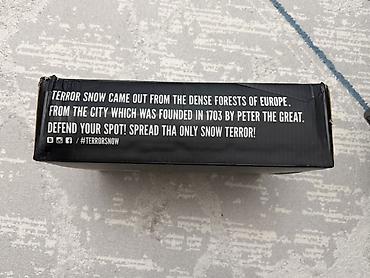 TERROR SNOW CAME OUT FROM THE DENSE FORESTS OF EUROPE.
FROM THE CITY WHICH WAS FOUNDED IN 1703 BY PETER THE GREAT.
DEFEND YOUR SPOT! SPREAD THA ONLY SNOW TERROR!
/ #TERRORSNOW